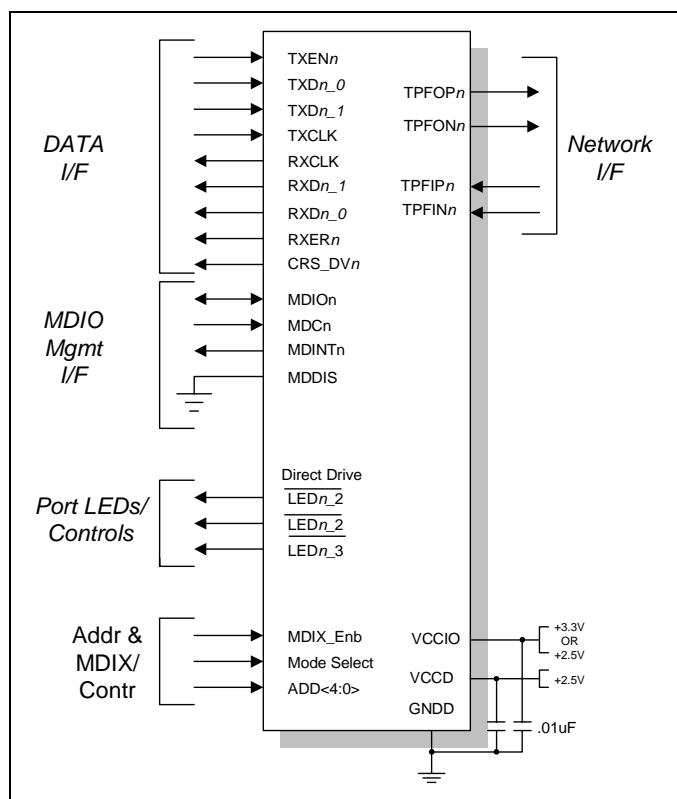 DATA
I/F
TXENn
TXDn_0
TXDn_1
TXCLK
RXCLK
RXDn_1
RXDn_0
RXERn
CRS_DVn
TPFOPn
TPFONn
TPFIPn
TPFINn
Network
I/F
MDIO
Mgmt
I/F
MDIOn
MDCn
MDINTn
MDDIS
Port LEDs/
Controls
Direct Drive
LEDn_2
LEDn_2
LEDn_3
Addr &
MDIX/
Contr
MDIX_Enb
Mode Select
ADD<4:0>
VCCIO
VCCD
GNDD
+3.3V
OR
+2.5V
+2.5V
.01uF